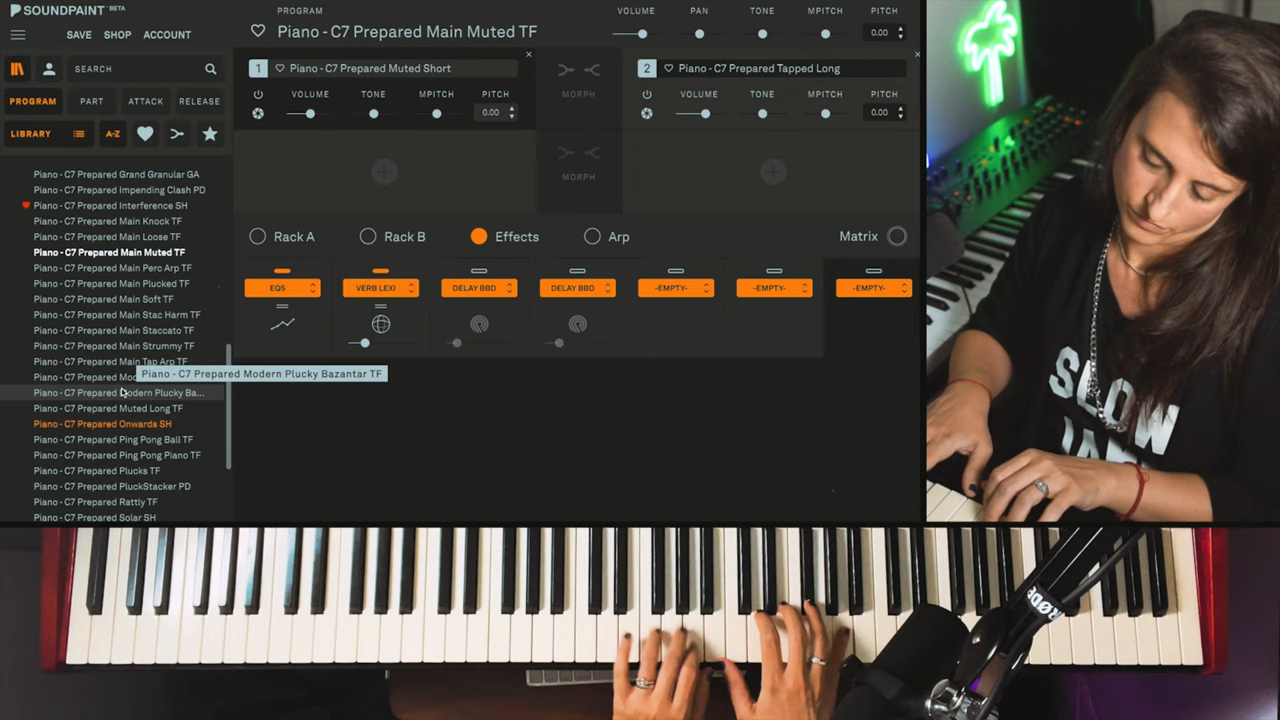 SOUNDPAINT BETA
SAVE SHOP ACCOUNT
SEARCH
PROGRAM PART ATTACK RELEASE
LIBRARY A-Z
Piano - C7 Prepared Grand Granular GA
Piano - C7 Prepared Impending Clash PD
Piano - C7 Prepared Interference SH
Piano - C7 Prepared Main Knock TF
Piano - C7 Prepared Main Loose TF
Piano - C7 Prepared Main Muted TF
Piano - C7 Prepared Main Perc Arp TF
Piano - C7 Prepared Main Plucked TF
Piano - C7 Prepared Main Soft TF
Piano - C7 Prepared Main Stac Harm TF
Piano - C7 Prepared Main Staccato TF
Piano - C7 Prepared Main Strummy TF
Piano - C7 Prepared Main Tap Arp TF
Piano - C7 Prepared Moc
Piano - C7 Prepared Modern Plucky Bazantar TF
Piano - C7 Prepared Modern Plucky Ba...
Piano - C7 Prepared Muted Long TF
Piano - C7 Prepared Onwards SH
Piano - C7 Prepared Ping Pong Ball TF
Piano - C7 Prepared Ping Pong Piano TF
Piano - C7 Prepared Plucks TF
Piano - C7 Prepared PluckStacker PD
Piano - C7 Prepared Rattly TF
Piano - C7 Prepared Solar SH
PROGRAM
Piano - C7 Prepared Main Muted TF
VOLUME PAN TONE MPITCH PITCH
0.00
1 Piano - C7 Prepared Muted Short
VOLUME TONE MPITCH PITCH
0.00
MORPH
2 Piano - C7 Prepared Tapped Long
VOLUME TONE MPITCH PITCH
0.00
MORPH
Rack A Rack B Effects Arp Matrix
EQ5 VERB LEXI DELAY BBD DELAY BBD -EMPTY- -EMPTY- -EMPTY-
SLOW
JAMS
RØDE